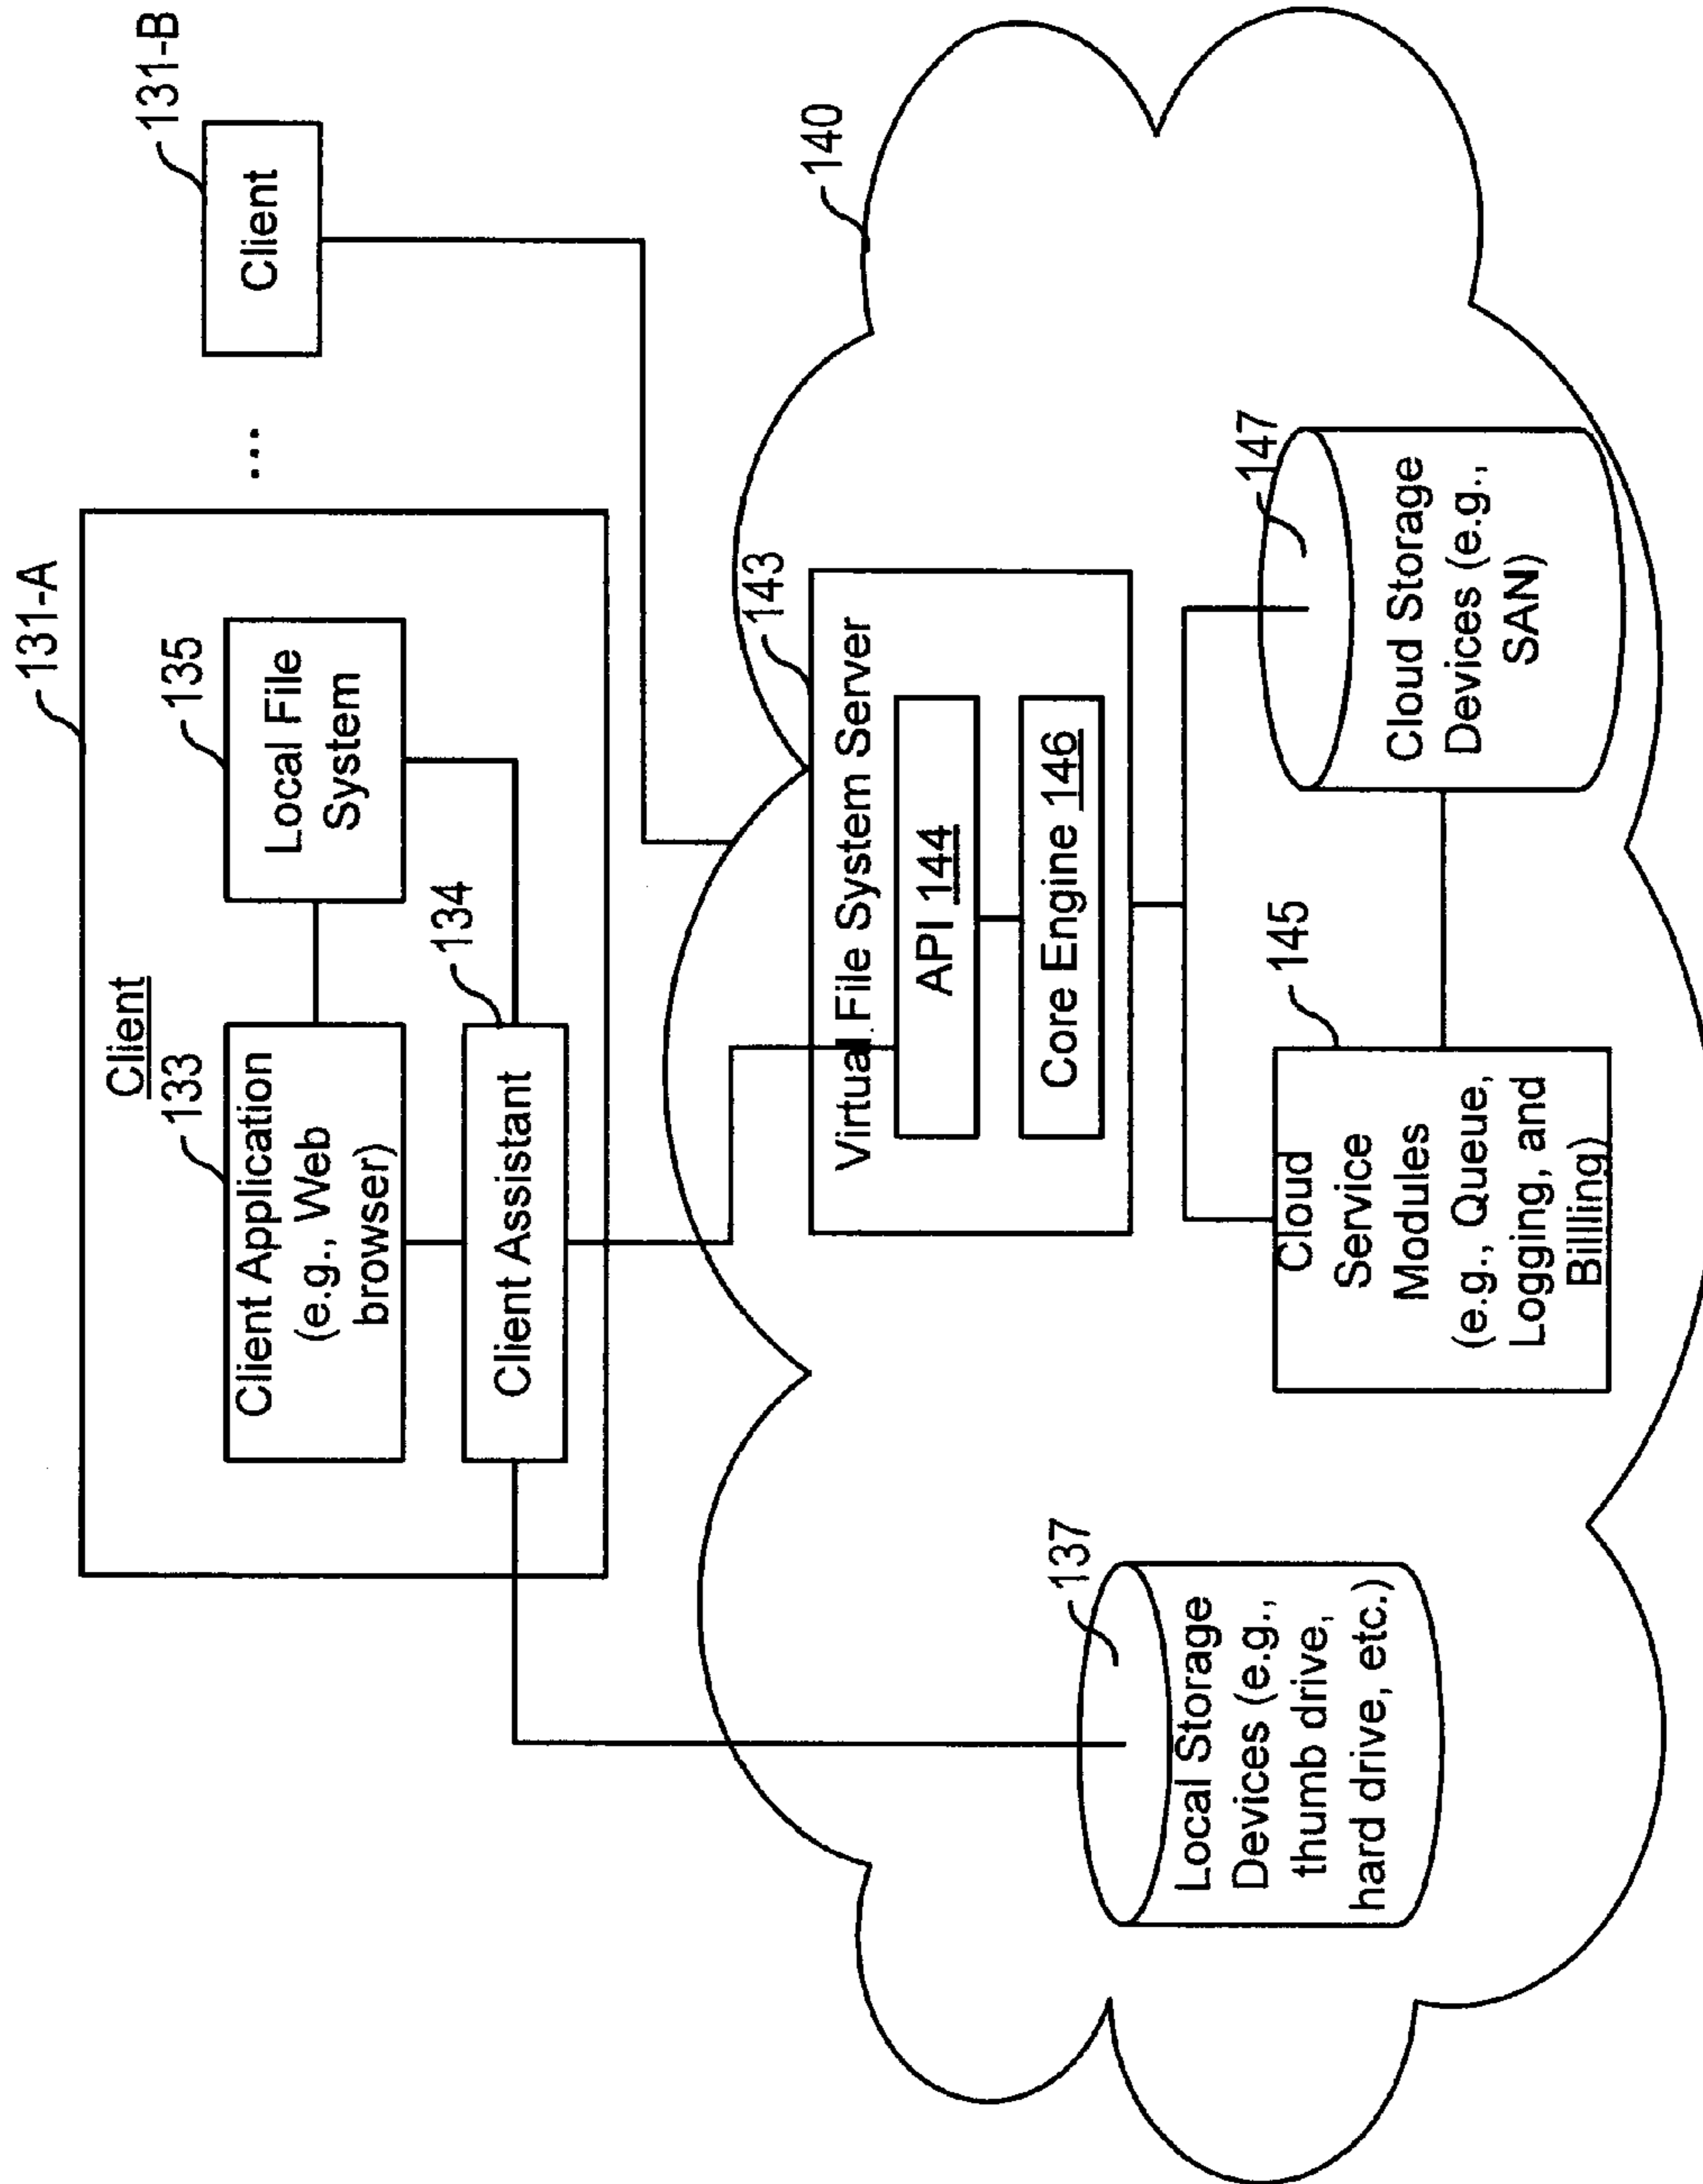 131-A
131-B
Client
133
135
Client Application
(e.g., Web
browser)
Local File
System
...
Client
134
Client Assistant
140
143
Virtual File System Server
API 144
Core Engine 146
137
Local Storage
Devices (e.g.,
thumb drive,
hard drive, etc.)
145
Cloud
Service
Modules
(e.g., Queue,
Logging, and
Billling)
147
Cloud Storage
Devices (e.g.,
SAN)